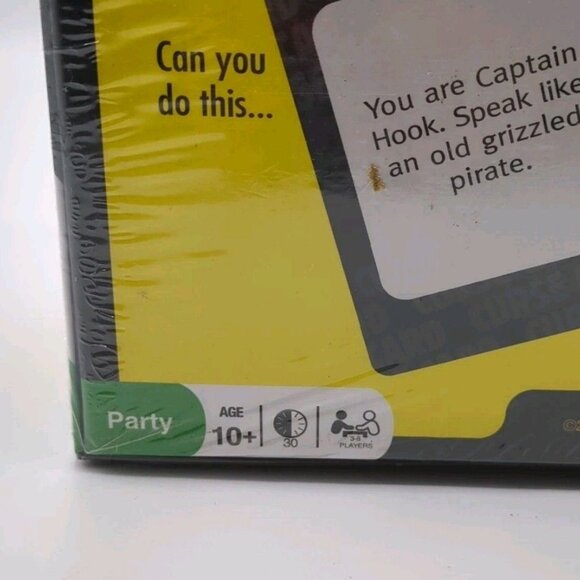 Can you
do this...
You are Captain
Hook. Speak like
an old grizzled
pirate.
CURSE
Party
AGE
10+
30
PLAYERS
©